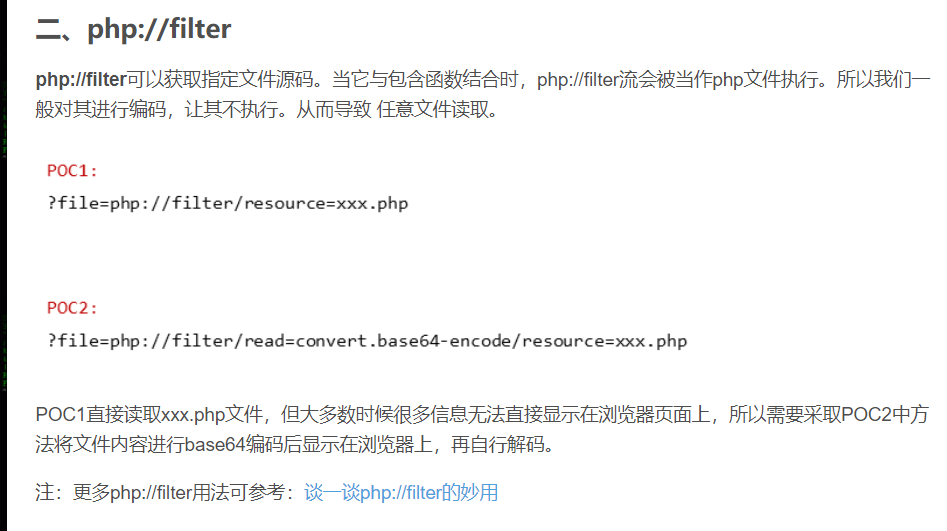 二、php://filter
php://filter可以获取指定文件源码。当它与包含函数结合时，php://filter流会被当作php文件执行。所以我们一
般对其进行编码，让其不执行。从而导致 任意文件读取。
POC1:
?file=php://filter/resource=xxx.php
POC2:
?file=php://filter/read=convert.base64-encode/resource=xxx.php
POC1直接读取xxx.php文件，但大多数时候很多信息无法直接显示在浏览器页面上，所以需要采取POC2中方
法将文件内容进行base64编码后显示在浏览器上，再自行解码。
注：更多php://filter用法可参考：谈一谈php://filter的妙用